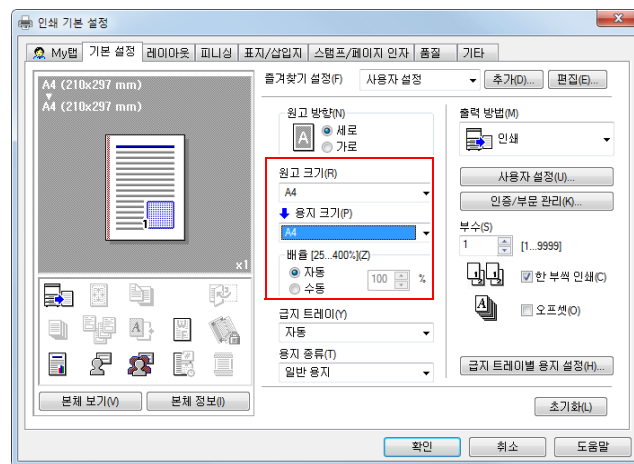 인쇄 기본 설정
My탭 기본 설정 레이아웃 피니싱 표지/삽입지 스탬프/페이지 인자 품질 기타
A4 (210x297 mm)
A4 (210x297 mm)
1
x1
본체 보기(V) 본체 정보(I)
즐겨찾기 설정(F) 사용자 설정 추가(D)... 편집(E)...
원고 방향(N)
A
세로
가로
원고 크기(R)
A4
용지 크기(P)
A4
배율 [25...400%](Z)
자동
수동
100 %
급지 트레이(Y)
자동
용지 종류(T)
일반 용지
출력 방법(M)
인쇄
사용자 설정(U)...
인증/부문 관리(K)...
부수(S)
1 [1...9999]
한 부씩 인쇄(C)
오프셋(O)
급지 트레이별 용지 설정(H)...
초기화(L)
확인 취소 도움말